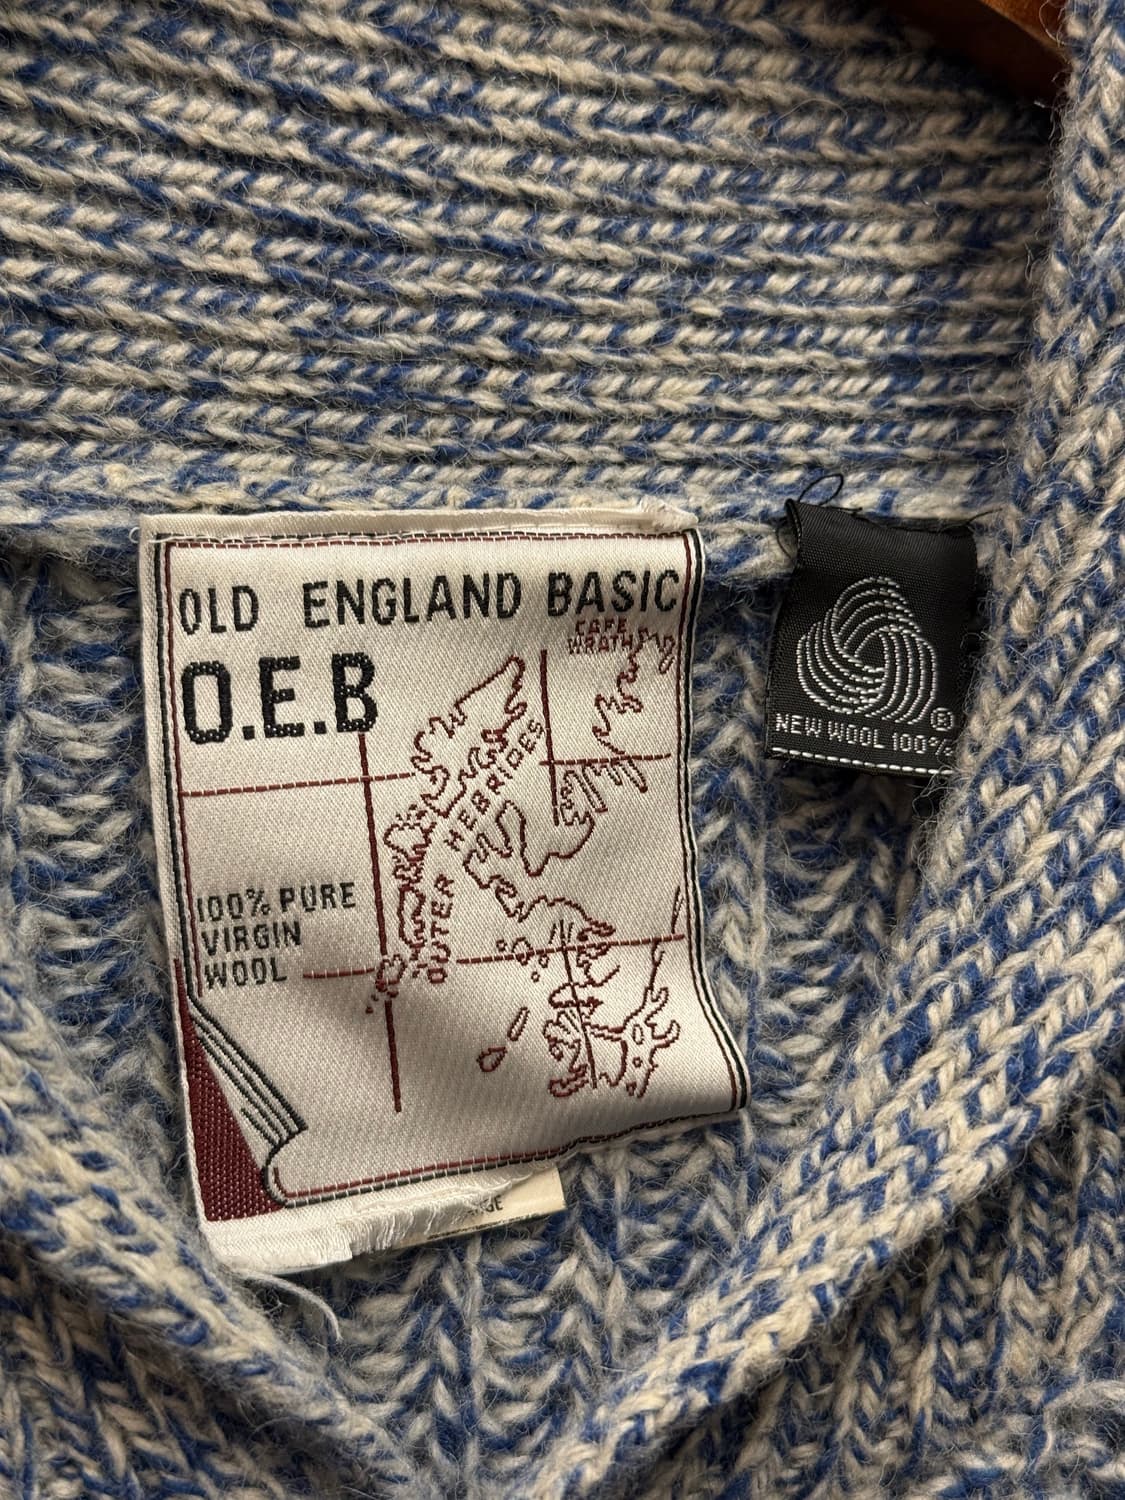 OLD ENGLAND BASIC
O.E.B
CAPE
WRATH
OUTER HEBRIDES
100% PURE
VIRGIN
WOOL
®
NEW WOOL 100%